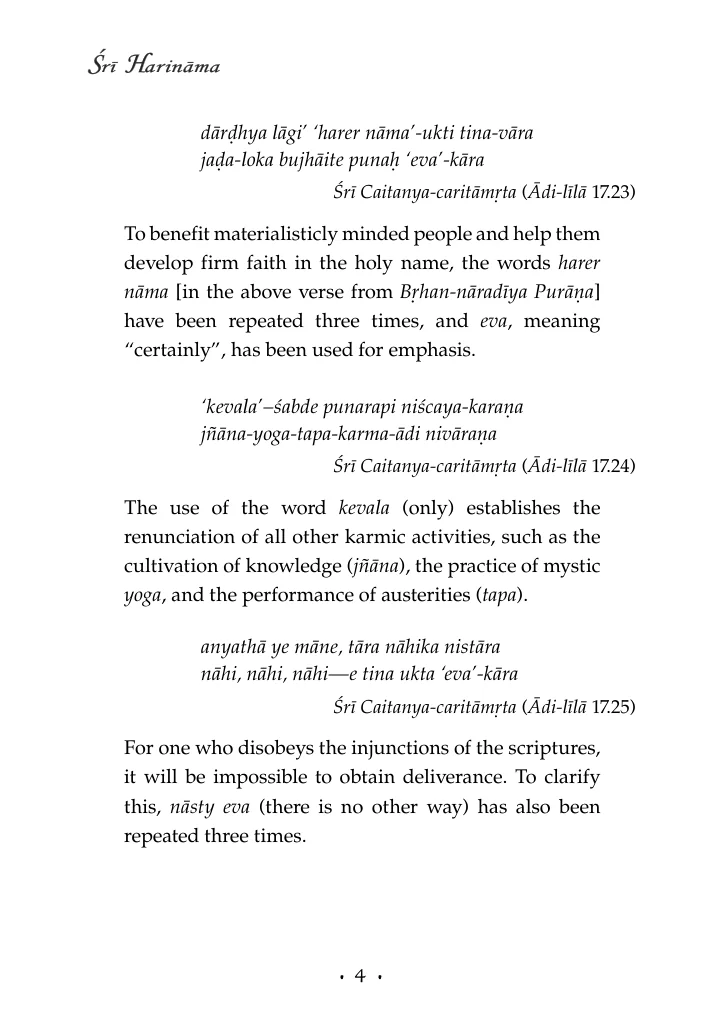 Śrī Harināma
dārḍhya lāgi’ ‘harer nāma’-ukti tina-vāra
jaḍa-loka bujhāite punaḥ ‘eva’-kāra
Śrī Caitanya-caritāmṛta (Ādi-līlā 17.23)
To benefit materialisticly minded people and help them
develop firm faith in the holy name, the words harer
nāma [in the above verse from Bṛhan-nāradīya Purāṇa]
have been repeated three times, and eva, meaning
“certainly”, has been used for emphasis.
‘kevala’–śabde punarapi niścaya-karaṇa
jñāna-yoga-tapa-karma-ādi nivāraṇa
Śrī Caitanya-caritāmṛta (Ādi-līlā 17.24)
The use of the word kevala (only) establishes the
renunciation of all other karmic activities, such as the
cultivation of knowledge (jñāna), the practice of mystic
yoga, and the performance of austerities (tapa).
anyathā ye māne, tāra nāhika nistāra
nāhi, nāhi, nāhi—e tina ukta ‘eva’-kāra
Śrī Caitanya-caritāmṛta (Ādi-līlā 17.25)
For one who disobeys the injunctions of the scriptures,
it will be impossible to obtain deliverance. To clarify
this, nāsty eva (there is no other way) has also been
repeated three times.
• 4 •